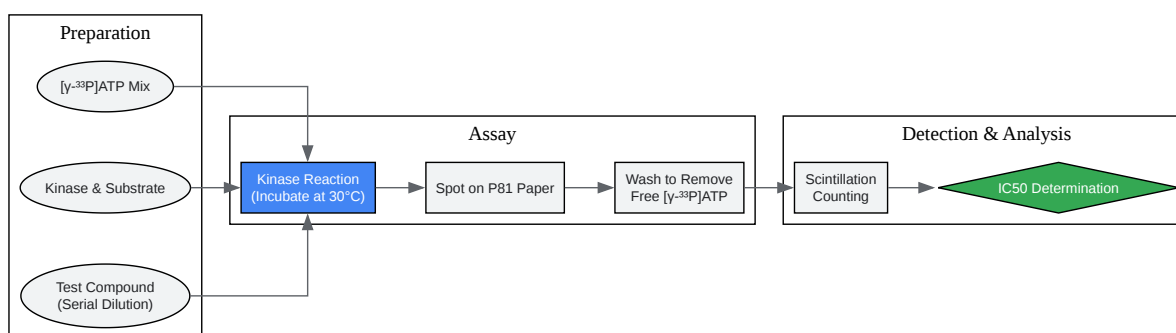 Preparation
[γ-³³P]ATP Mix
Kinase & Substrate
Test Compound
(Serial Dilution)
Assay
Kinase Reaction
(Incubate at 30°C)
Spot on P81 Paper
Wash to Remove
Free [γ-³³P]ATP
Detection & Analysis
Scintillation
Counting
IC50 Determination